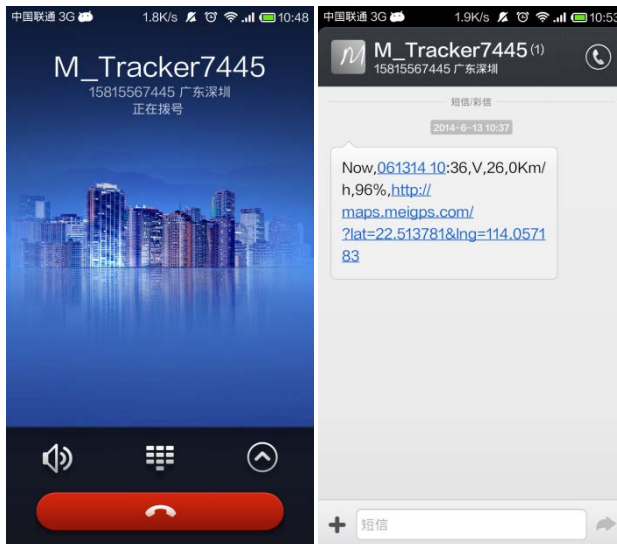 中国联通 3G 1.8K/s 10:48
M_Tracker7445
15815567445 广东深圳
正在拨号
中国联通 3G 1.9K/s 10:53
M_Tracker7445 (1)
15815567445 广东深圳
短信/彩信
2014-6-13 10:37
Now,061314 10:36,V,26,0Km/
h,96%,http://
maps.meigps.com/
?lat=22.513781&lng=114.0571
83
短信